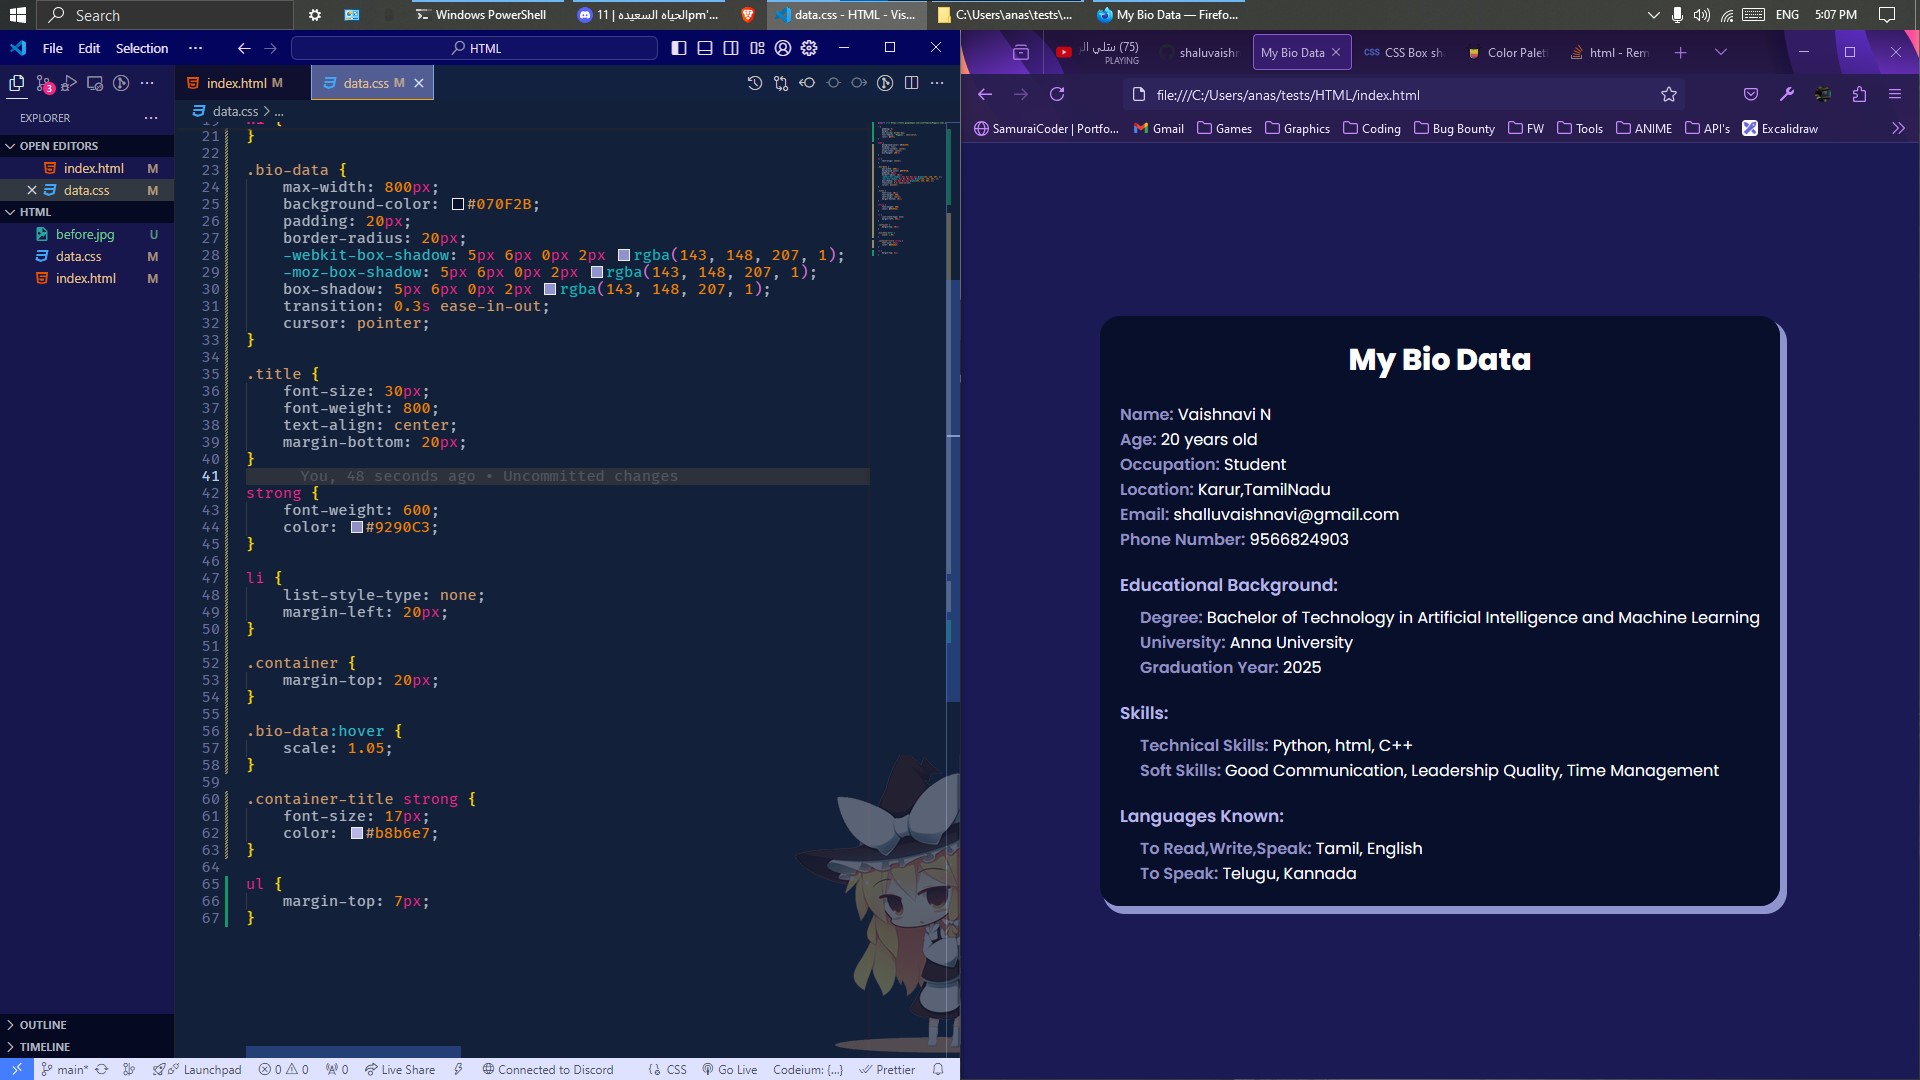 Search
Windows PowerShell
11 | الحياه السعيده|pm'...
data.css - HTML - Vis...
C:\Users\anas\tests\...
My Bio Data — Firefo...
ENG
5:07 PM
File
Edit
Selection
HTML
index.html M
data.css M
data.css > ...
EXPLORER
OPEN EDITORS
index.html M
data.css M
HTML
before.jpg U
data.css M
index.html M
3
21 }
22
23 .bio-data {
24 max-width: 800px;
25 background-color: #070F2B;
26 padding: 20px;
27 border-radius: 20px;
28 -webkit-box-shadow: 5px 6px 0px 2px rgba(143, 148, 207, 1);
29 -moz-box-shadow: 5px 6px 0px 2px rgba(143, 148, 207, 1);
30 box-shadow: 5px 6px 0px 2px rgba(143, 148, 207, 1);
31 transition: 0.3s ease-in-out;
32 cursor: pointer;
33 }
34
35 .title {
36 font-size: 30px;
37 font-weight: 800;
38 text-align: center;
39 margin-bottom: 20px;
40 }
41 You, 48 seconds ago • Uncommitted changes
42 strong {
43 font-weight: 600;
44 color: #9290C3;
45 }
46
47 li {
48 list-style-type: none;
49 margin-left: 20px;
50 }
51
52 .container {
53 margin-top: 20px;
54 }
55
56 .bio-data:hover {
57 scale: 1.05;
58 }
59
60 .container-title strong {
61 font-size: 17px;
62 color: #b8b6e7;
63 }
64
65 ul {
66 margin-top: 7px;
67 }
OUTLINE
TIMELINE
main*
Launchpad
0
0
0
Live Share
Connected to Discord
CSS
Go Live
Codeium: {...}
Prettier
(75) متلي الر
PLAYING
shaluvaishn
My Bio Data
CSS CSS Box sh
Color Palet
html - Rem
file:///C:/Users/anas/tests/HTML/index.html
SamuraiCoder | Portfo...
Gmail
Games
Graphics
Coding
Bug Bounty
FW
Tools
ANIME
API's
Excalidraw
My Bio Data
Name: Vaishnavi N
Age: 20 years old
Occupation: Student
Location: Karur,TamilNadu
Email: shalluvaishnavi@gmail.com
Phone Number: 9566824903
Educational Background:
Degree: Bachelor of Technology in Artificial Intelligence and Machine Learning
University: Anna University
Graduation Year: 2025
Skills:
Technical Skills: Python, html, C++
Soft Skills: Good Communication, Leadership Quality, Time Management
Languages Known:
To Read,Write,Speak: Tamil, English
To Speak: Telugu, Kannada